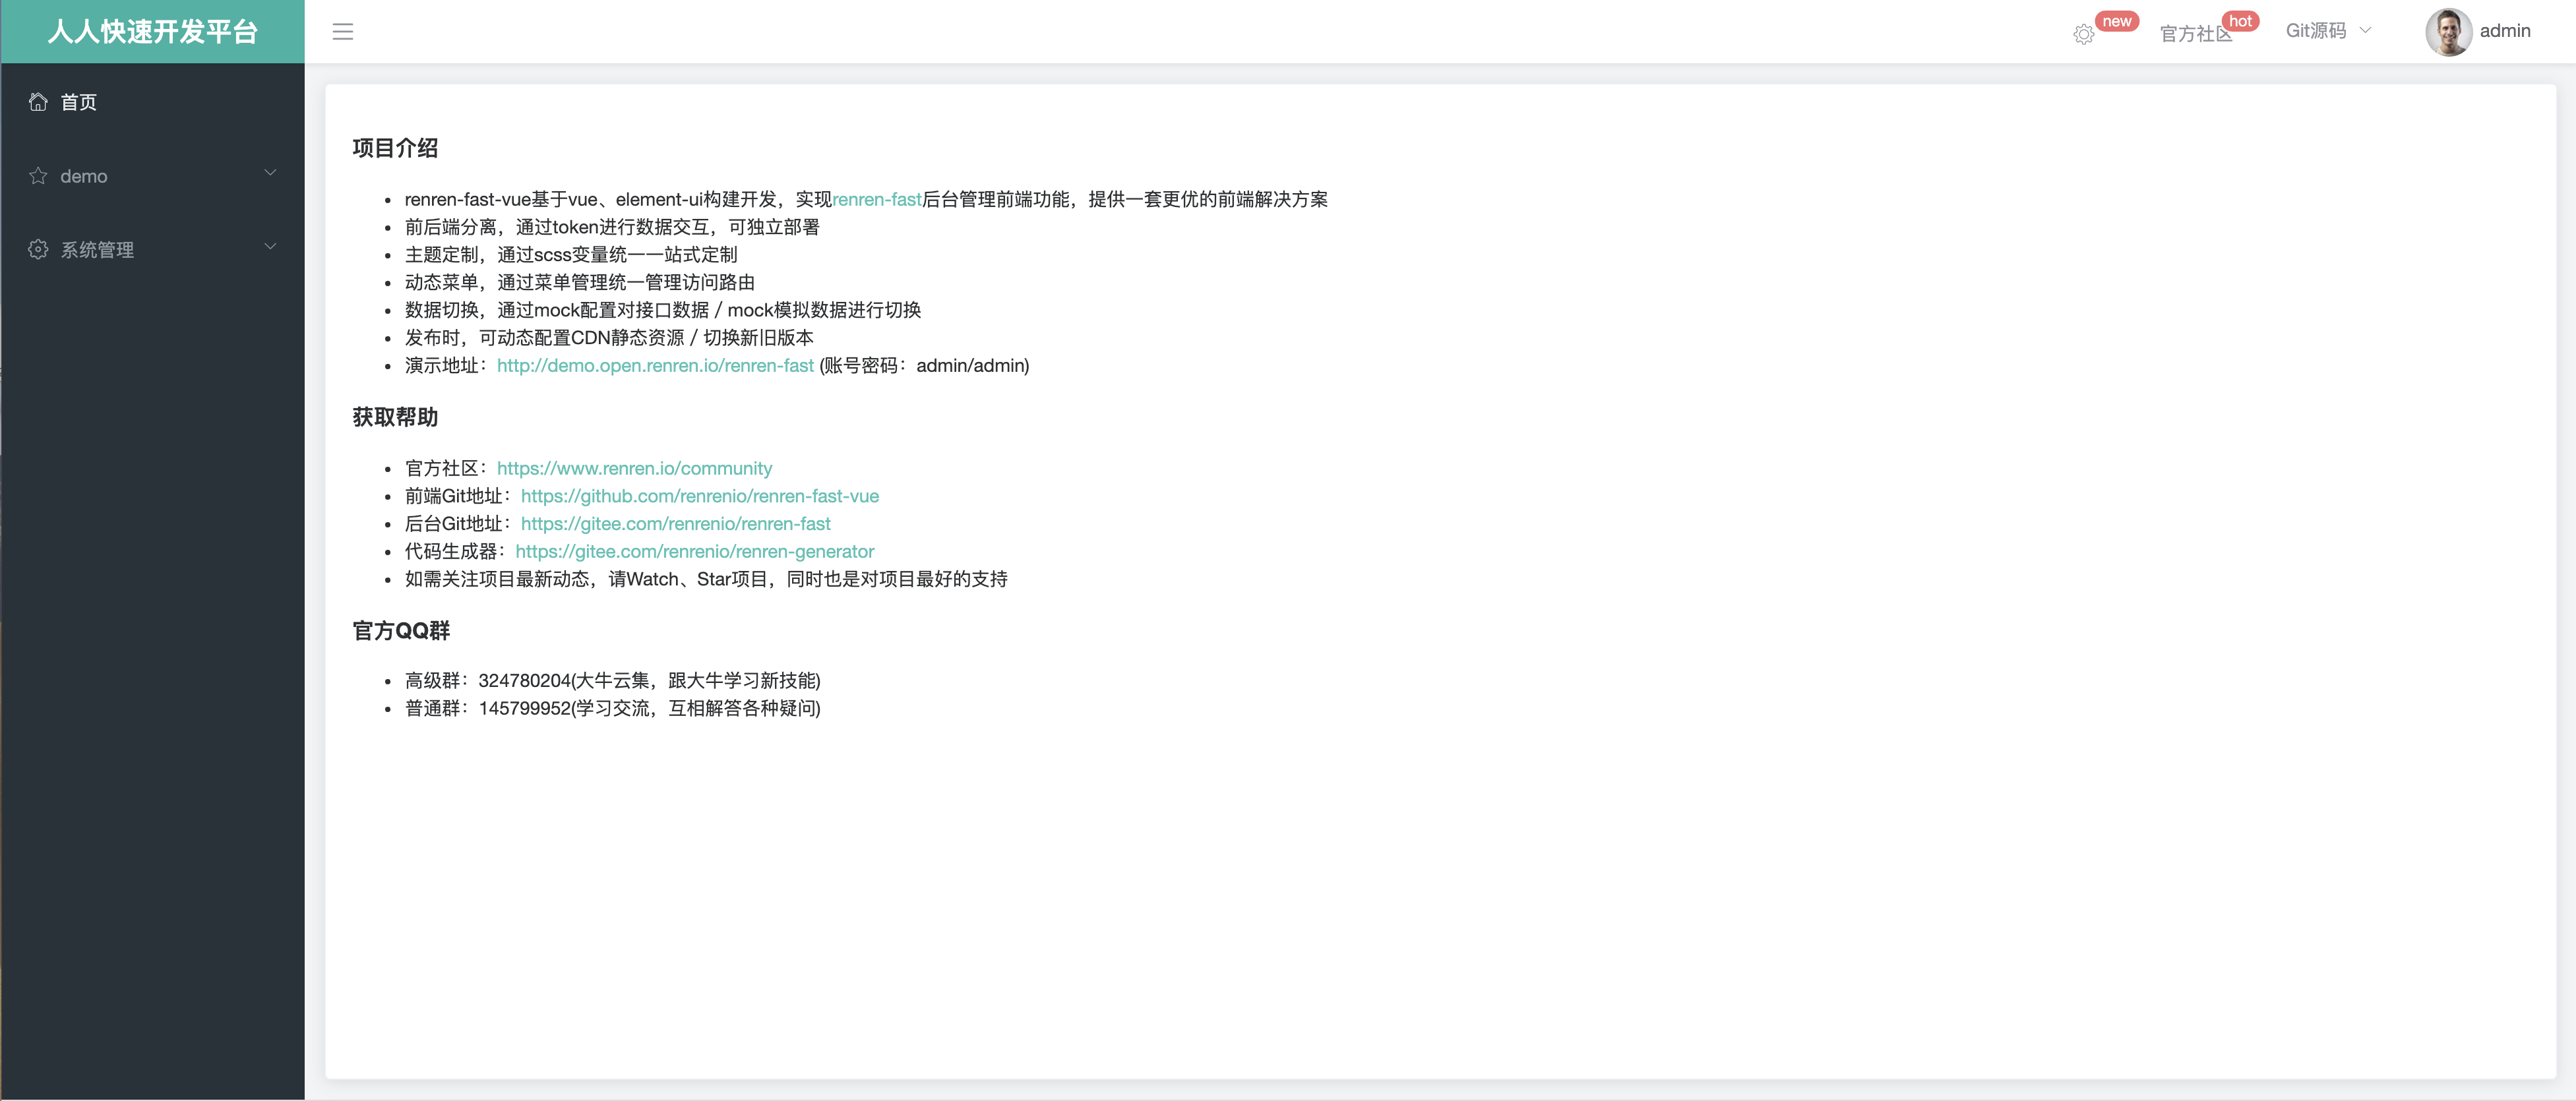 人人快速开发平台
new
官方社区
hot
Git源码
admin
首页
demo
系统管理
项目介绍
renren-fast-vue基于vue、element-ui构建开发，实现renren-fast后台管理前端功能，提供一套更优的前端解决方案
前后端分离，通过token进行数据交互，可独立部署
主题定制，通过scss变量统一一站式定制
动态菜单，通过菜单管理统一管理访问路由
数据切换，通过mock配置对接口数据／mock模拟数据进行切换
发布时，可动态配置CDN静态资源／切换新旧版本
演示地址：http://demo.open.renren.io/renren-fast (账号密码：admin/admin)
获取帮助
官方社区：https://www.renren.io/community
前端Git地址：https://github.com/renrenio/renren-fast-vue
后台Git地址：https://gitee.com/renrenio/renren-fast
代码生成器：https://gitee.com/renrenio/renren-generator
如需关注项目最新动态，请Watch、Star项目，同时也是对项目最好的支持
官方QQ群
高级群：324780204(大牛云集，跟大牛学习新技能)
普通群：145799952(学习交流，互相解答各种疑问)